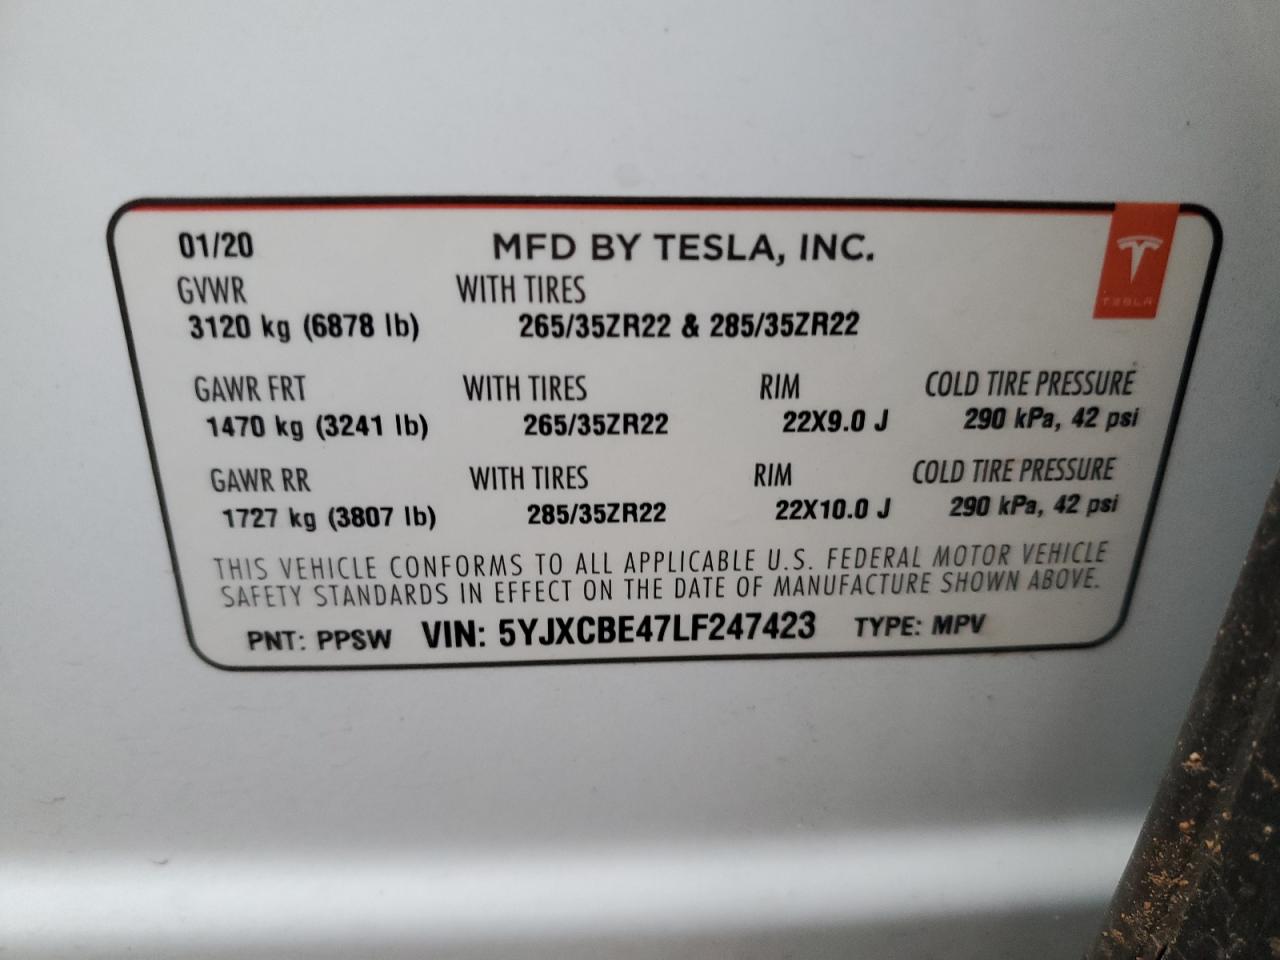 01/20 MFD BY TESLA, INC.
GVWR WITH TIRES
3120 kg (6878 lb) 265/35ZR22 & 285/35ZR22
TESLA
GAWR FRT WITH TIRES RIM COLD TIRE PRESSURE
1470 kg (3241 lb) 265/35ZR22 22X9.0 J 290 kPa, 42 psi
GAWR RR WITH TIRES RIM COLD TIRE PRESSURE
1727 kg (3807 lb) 285/35ZR22 22X10.0 J 290 kPa, 42 psi
THIS VEHICLE CONFORMS TO ALL APPLICABLE U.S. FEDERAL MOTOR VEHICLE
SAFETY STANDARDS IN EFFECT ON THE DATE OF MANUFACTURE SHOWN ABOVE.
PNT: PPSW VIN: 5YJXCBE47LF247423 TYPE: MPV